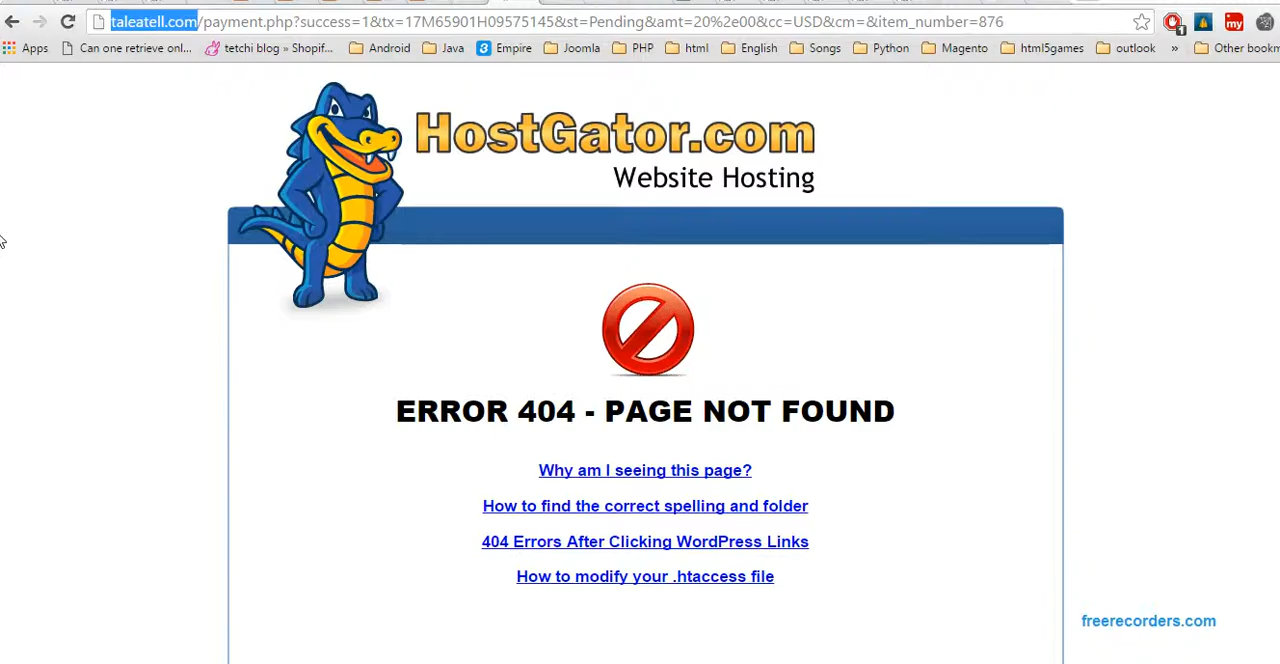 taleatell.com/payment.php?success=1&tx=17M65901H09575145&st=Pending&amt=20%2e00&cc=USD&cm=&item_number=876
1
my
Apps Can one retrieve onl... tetchi blog » Shopif... Android Java 3 Empire Joomla PHP html English Songs Python Magento html5games outlook » Other bookm
HostGator.com
Website Hosting
ERROR 404 - PAGE NOT FOUND
Why am I seeing this page?
How to find the correct spelling and folder
404 Errors After Clicking WordPress Links
How to modify your .htaccess file
freerecorders.com